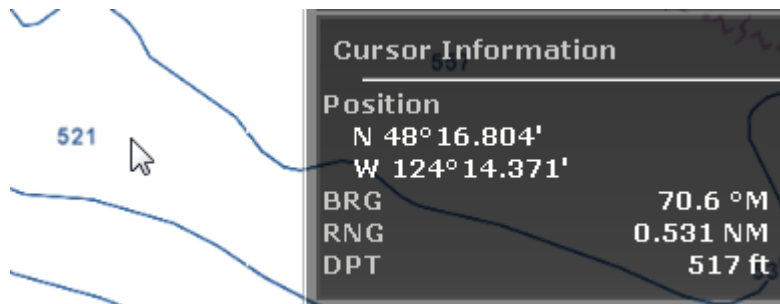 Cursor Information
557
Position
N 48°16.804'
521
W 124°14.371'
BRG 70.6 °M
RNG 0.531 NM
DPT 517 ft